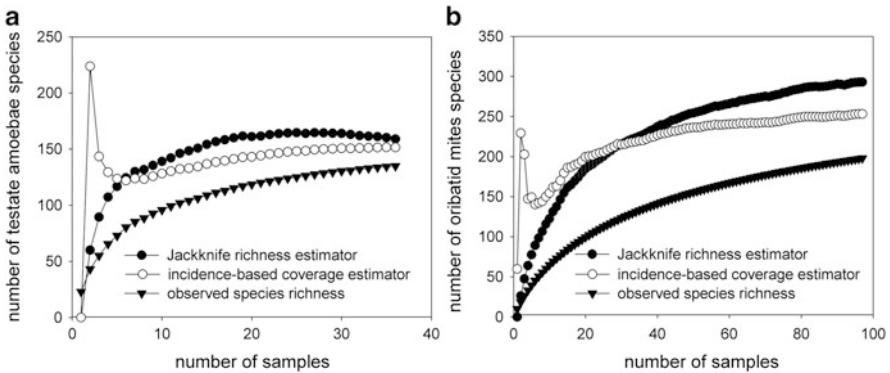 a
number of testate amoebae species
250
200
150
100
50
0
Jackknife richness estimator
incidence-based coverage estimator
observed species richness
0 10 20 30 40
number of samples
b
number of oribatid mites species
350
300
250
200
150
100
50
0
Jackknife richness estimator
incidence-based coverage estimator
observed species richness
0 20 40 60 80 100
number of samples